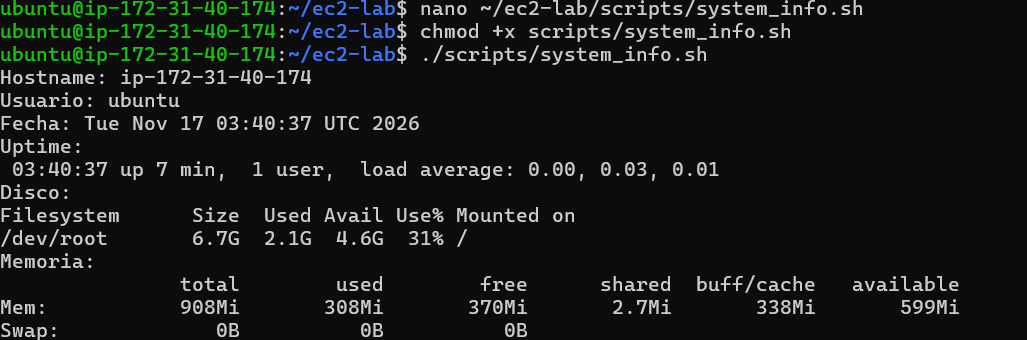 ubuntu@ip-172-31-40-174:~/ec2-lab$ nano ~/ec2-lab/scripts/system_info.sh
ubuntu@ip-172-31-40-174:~/ec2-lab$ chmod +x scripts/system_info.sh
ubuntu@ip-172-31-40-174:~/ec2-lab$ ./scripts/system_info.sh
Hostname: ip-172-31-40-174
Usuario: ubuntu
Fecha: Tue Nov 17 03:40:37 UTC 2026
Uptime:
 03:40:37 up 7 min,  1 user,  load average: 0.00, 0.03, 0.01
Disco:
Filesystem      Size  Used Avail Use% Mounted on
/dev/root       6.7G  2.1G  4.6G  31% /
Memoria:
               total        used        free      shared  buff/cache   available
Mem:           908Mi       308Mi       370Mi       2.7Mi       338Mi       599Mi
Swap:             0B          0B          0B